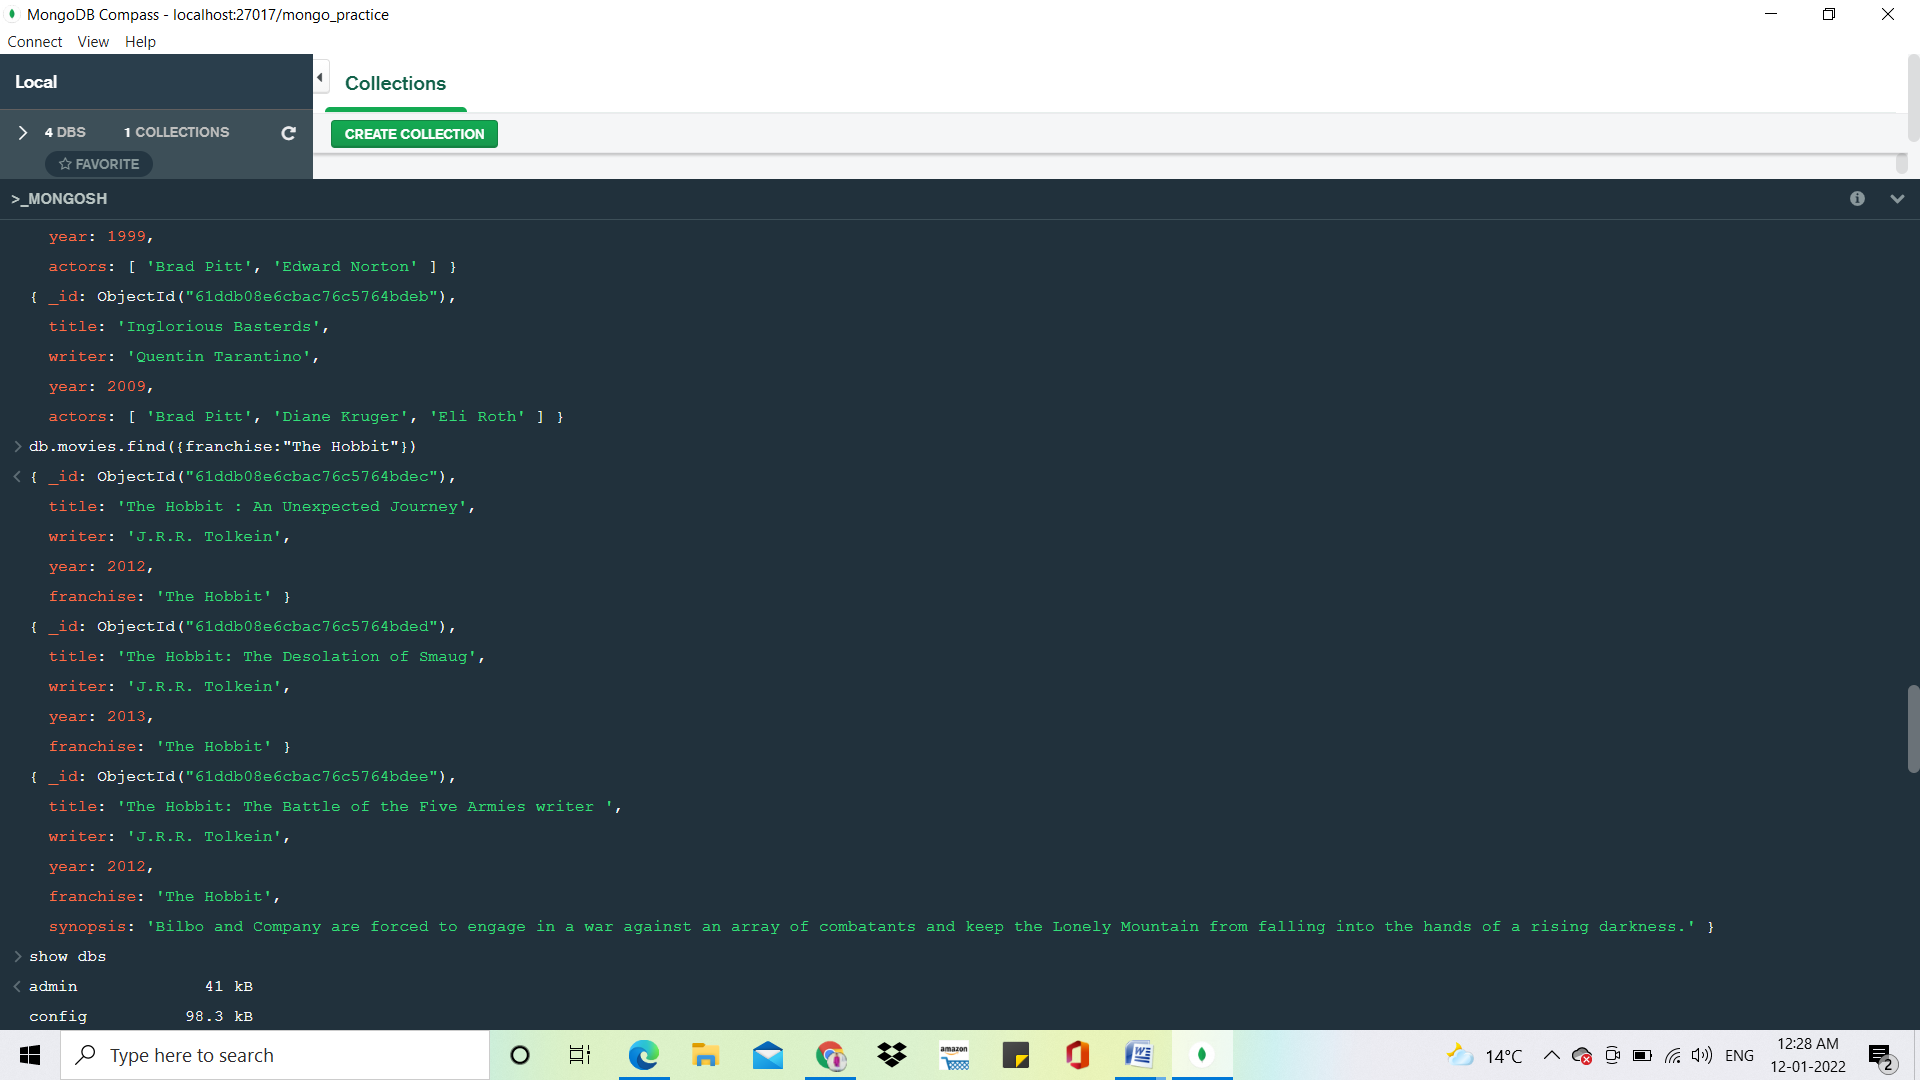 MongoDB Compass - localhost:27017/mongo_practice
Connect View Help
Local
Collections
4 DBS 1 COLLECTIONS
CREATE COLLECTION
FAVORITE
>_MONGOSH
year: 1999,
actors: [ 'Brad Pitt', 'Edward Norton' ] }
{ _id: ObjectId("61ddb08e6cbac76c5764bdeb"),
title: 'Inglorious Basterds',
writer: 'Quentin Tarantino',
year: 2009,
actors: [ 'Brad Pitt', 'Diane Kruger', 'Eli Roth' ] }
> db.movies.find({franchise:"The Hobbit"})
< { _id: ObjectId("61ddb08e6cbac76c5764bdec"),
title: 'The Hobbit : An Unexpected Journey',
writer: 'J.R.R. Tolkein',
year: 2012,
franchise: 'The Hobbit' }
{ _id: ObjectId("61ddb08e6cbac76c5764bded"),
title: 'The Hobbit: The Desolation of Smaug',
writer: 'J.R.R. Tolkein',
year: 2013,
franchise: 'The Hobbit' }
{ _id: ObjectId("61ddb08e6cbac76c5764bdee"),
title: 'The Hobbit: The Battle of the Five Armies writer ',
writer: 'J.R.R. Tolkein',
year: 2012,
franchise: 'The Hobbit',
synopsis: 'Bilbo and Company are forced to engage in a war against an array of combatants and keep the Lonely Mountain from falling into the hands of a rising darkness.' }
> show dbs
< admin 41 kB
config 98.3 kB
Type here to search
amazon
14°C
ENG
12:28 AM
12-01-2022
2